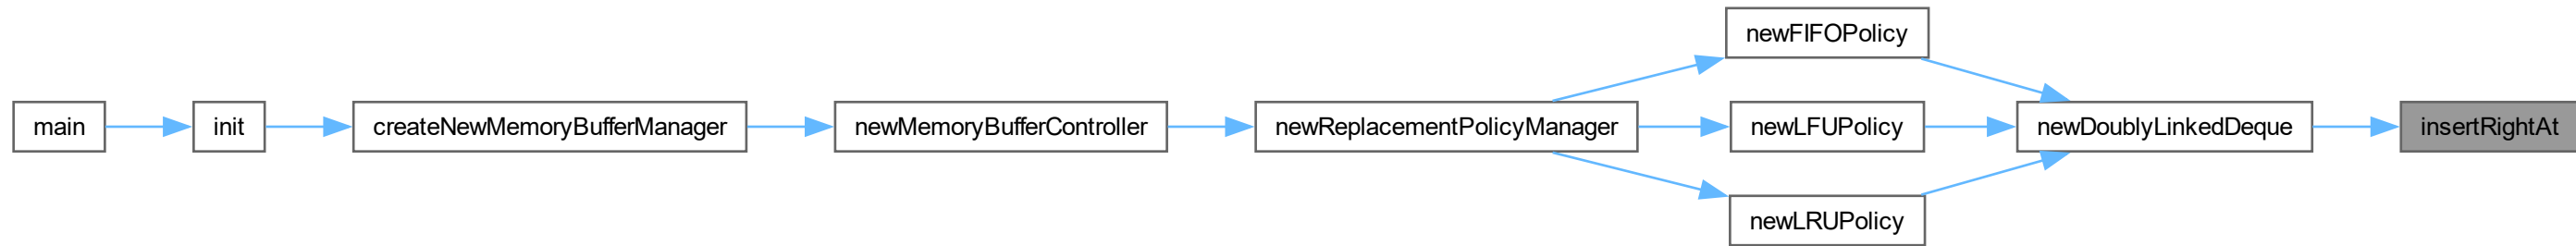 main
init
createNewMemoryBufferManager
newMemoryBufferController
newReplacementPolicyManager
newFIFOPolicy
newLFUPolicy
newLRUPolicy
newDoublyLinkedDeque
insertRightAt